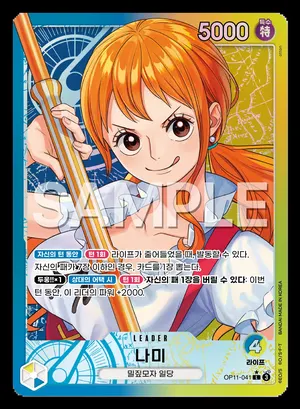 5000 특수 特
SAMPLE
자신의 턴 동안 턴 1회 라이프가 줄어들었을 때, 발동할 수 있다.
자신의 패가 7장 이하인 경우, 카드를 1장 뽑는다.
두웅!!×1 상대의 어택 시 턴 1회 자신의 패 1장을 버릴 수 있다: 이번
턴 동안, 이 리더의 파워 +2000.
LEADER
나미
밀짚모자 일당
4
라이프
OP11-041 L 3